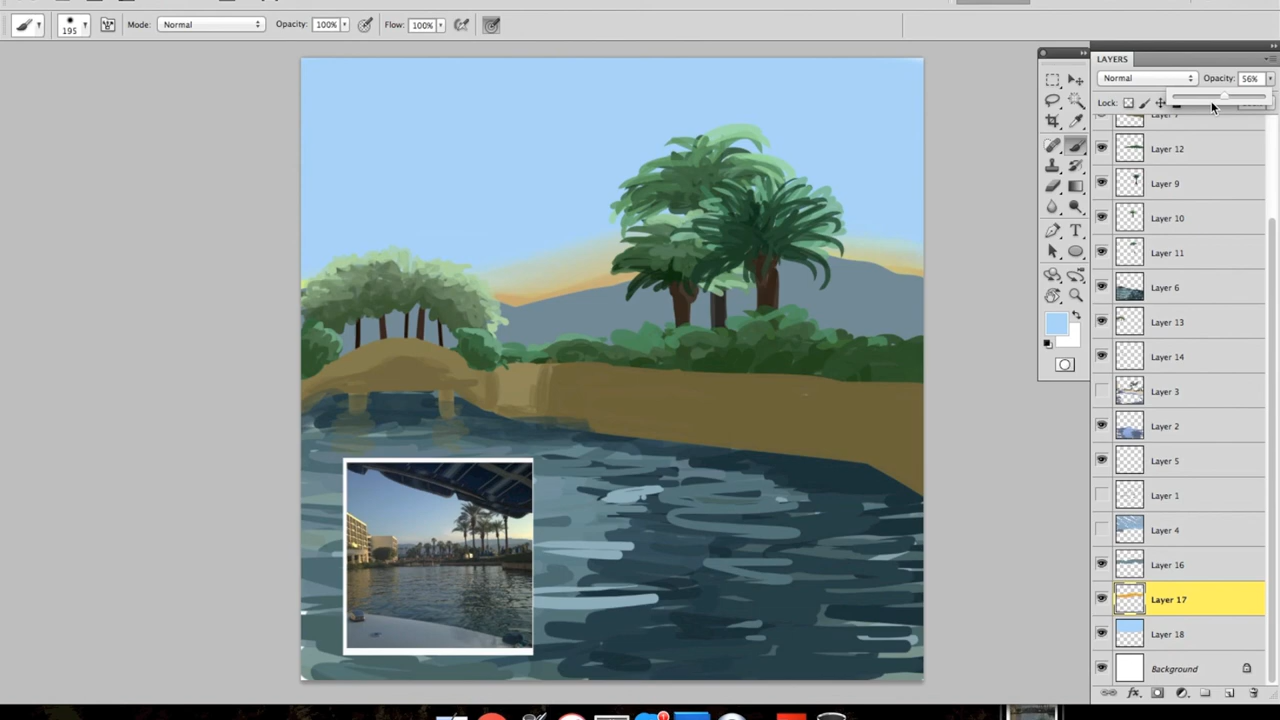 195 Mode: Normal Opacity: 100% Flow: 100%
LAYERS
Normal Opacity: 56%
Lock:
Layer 7
Layer 12
Layer 9
Layer 10
Layer 11
Layer 6
Layer 13
Layer 14
Layer 3
Layer 2
Layer 5
Layer 1
Layer 4
Layer 16
Layer 17
Layer 18
Background